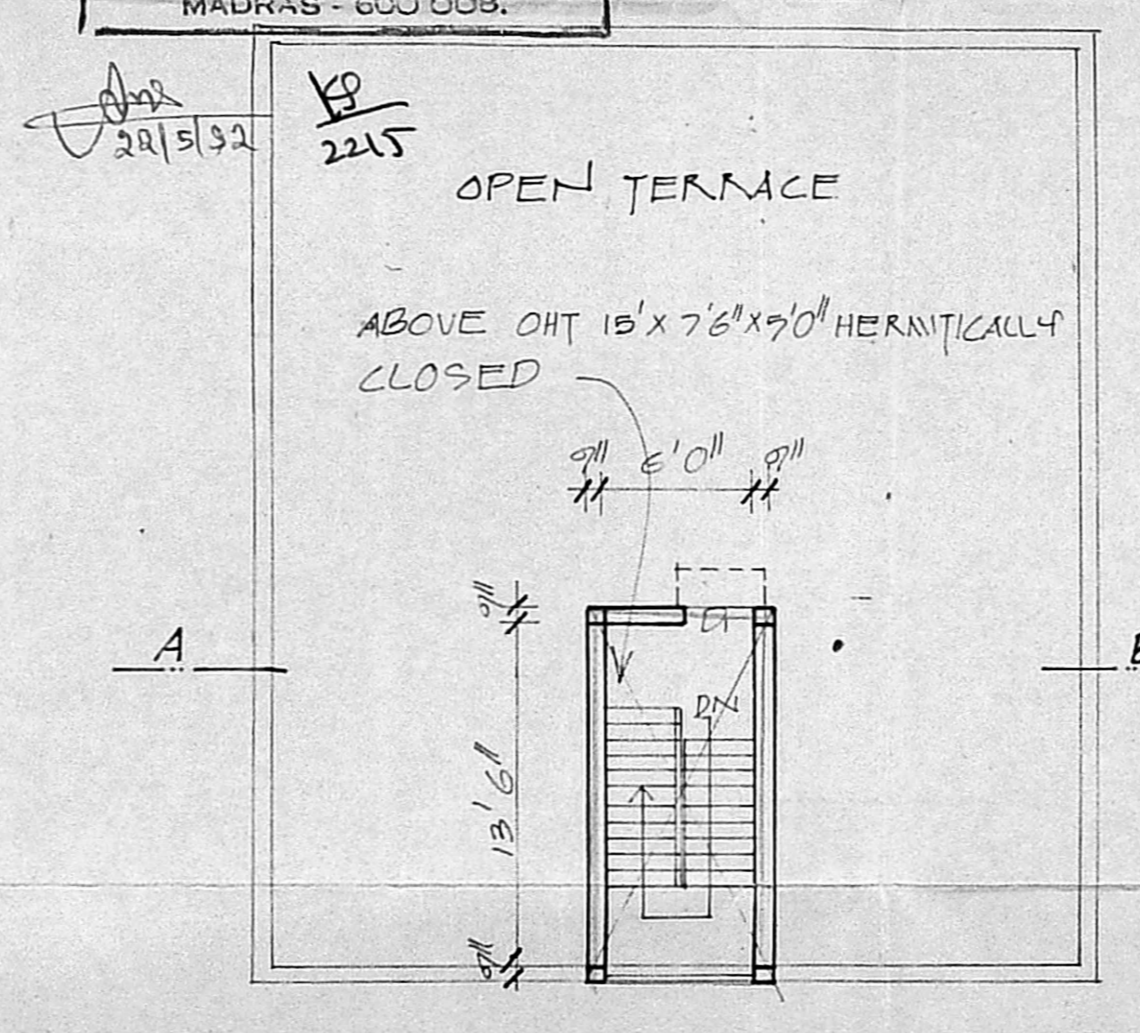 MADRAS - 600 008.
22/5/92
2215
OPEN TERRACE
ABOVE OHT 15'X 7'6"X5'0" HERMITICALLY
CLOSED
9" 6'0" 9"
9"
A
DN
13'6"
9"